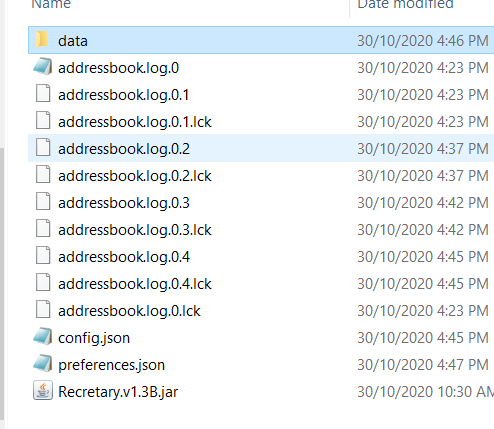 Name Date modified
data 30/10/2020 4:46 PM
addressbook.log.0 30/10/2020 4:23 PM
addressbook.log.0.1 30/10/2020 4:23 PM
addressbook.log.0.1.lck 30/10/2020 4:23 PM
addressbook.log.0.2 30/10/2020 4:37 PM
addressbook.log.0.2.lck 30/10/2020 4:37 PM
addressbook.log.0.3 30/10/2020 4:42 PM
addressbook.log.0.3.lck 30/10/2020 4:42 PM
addressbook.log.0.4 30/10/2020 4:45 PM
addressbook.log.0.4.lck 30/10/2020 4:45 PM
addressbook.log.0.lck 30/10/2020 4:23 PM
config.json 30/10/2020 4:45 PM
preferences.json 30/10/2020 4:47 PM
Recretary.v1.3B.jar 30/10/2020 10:30 AM